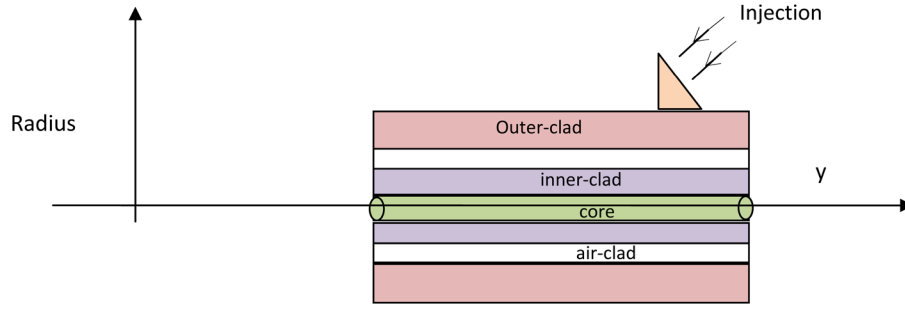 Injection
Radius
Outer-clad
y
inner-clad
core
air-clad